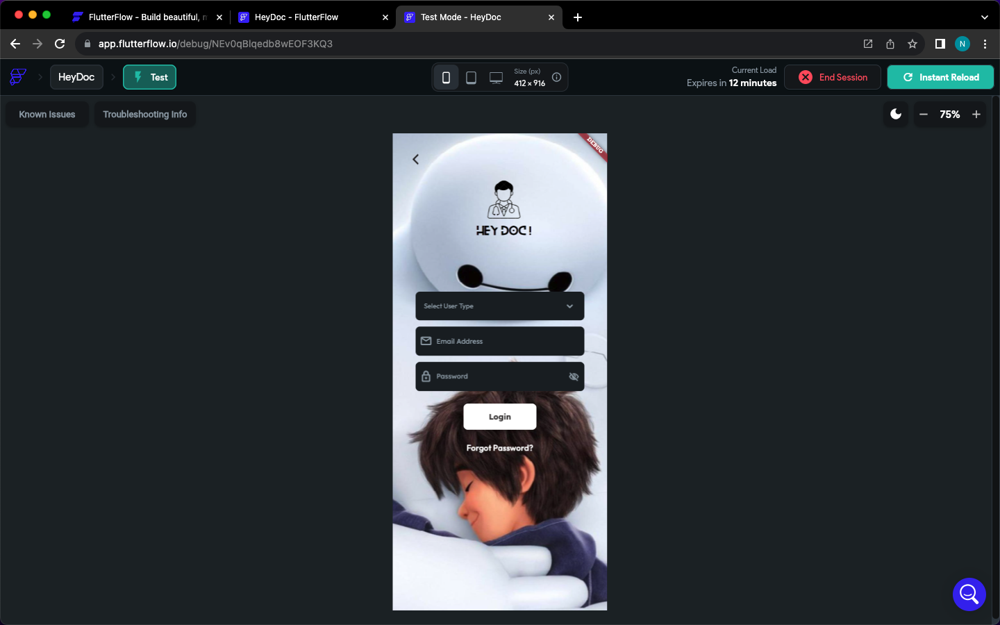 FlutterFlow - Build beautiful,
HeyDoc - FlutterFlow
Test Mode - HeyDoc
app.flutterflow.io/debug/NEv0qBlqedb8wEOF3KQ3
N
HeyDoc
Test
Size (px)
412 × 916
Current Load
Expires in 12 minutes
End Session
Instant Reload
Known Issues
Troubleshooting Info
75%
DEBUG
HEY DOC!
Select User Type
Email Address
Password
Login
Forgot Password?